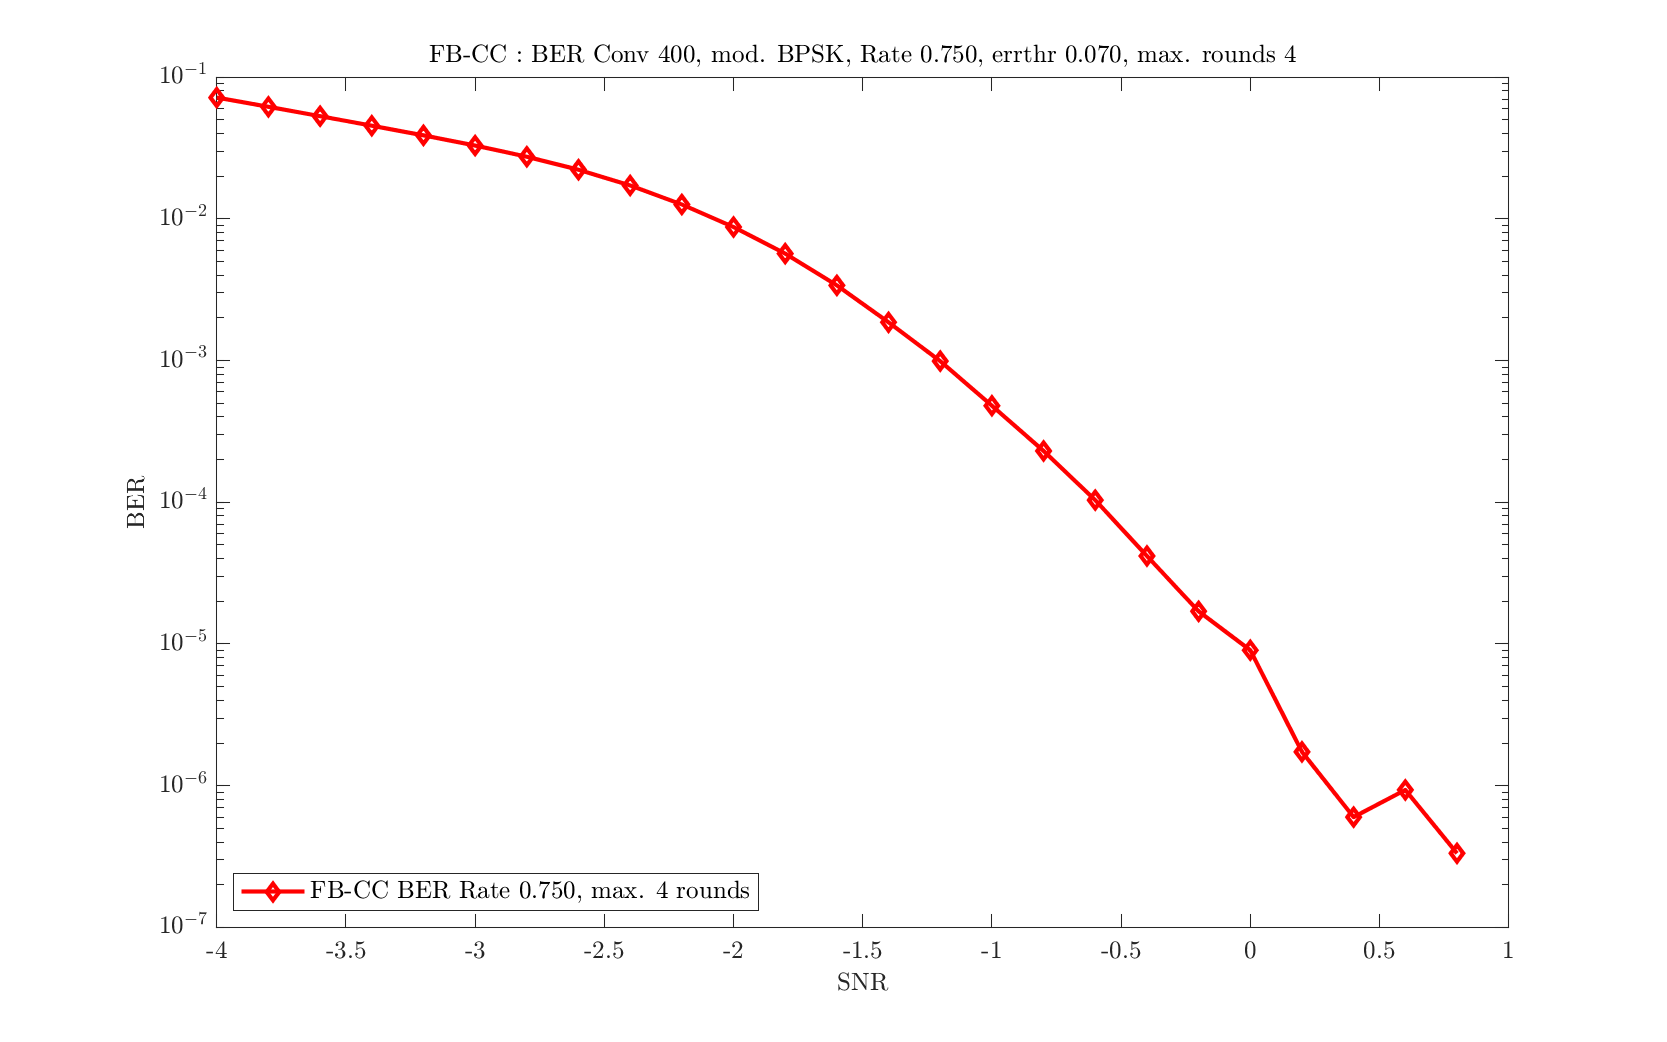 FB-CC : BER Conv 400, mod. BPSK, Rate 0.750, errthr 0.070, max. rounds 4
10⁻¹
10⁻²
10⁻³
10⁻⁴
10⁻⁵
10⁻⁶
10⁻⁷
BER
FB-CC BER Rate 0.750, max. 4 rounds
-4 -3.5 -3 -2.5 -2 -1.5 -1 -0.5 0 0.5 1
SNR